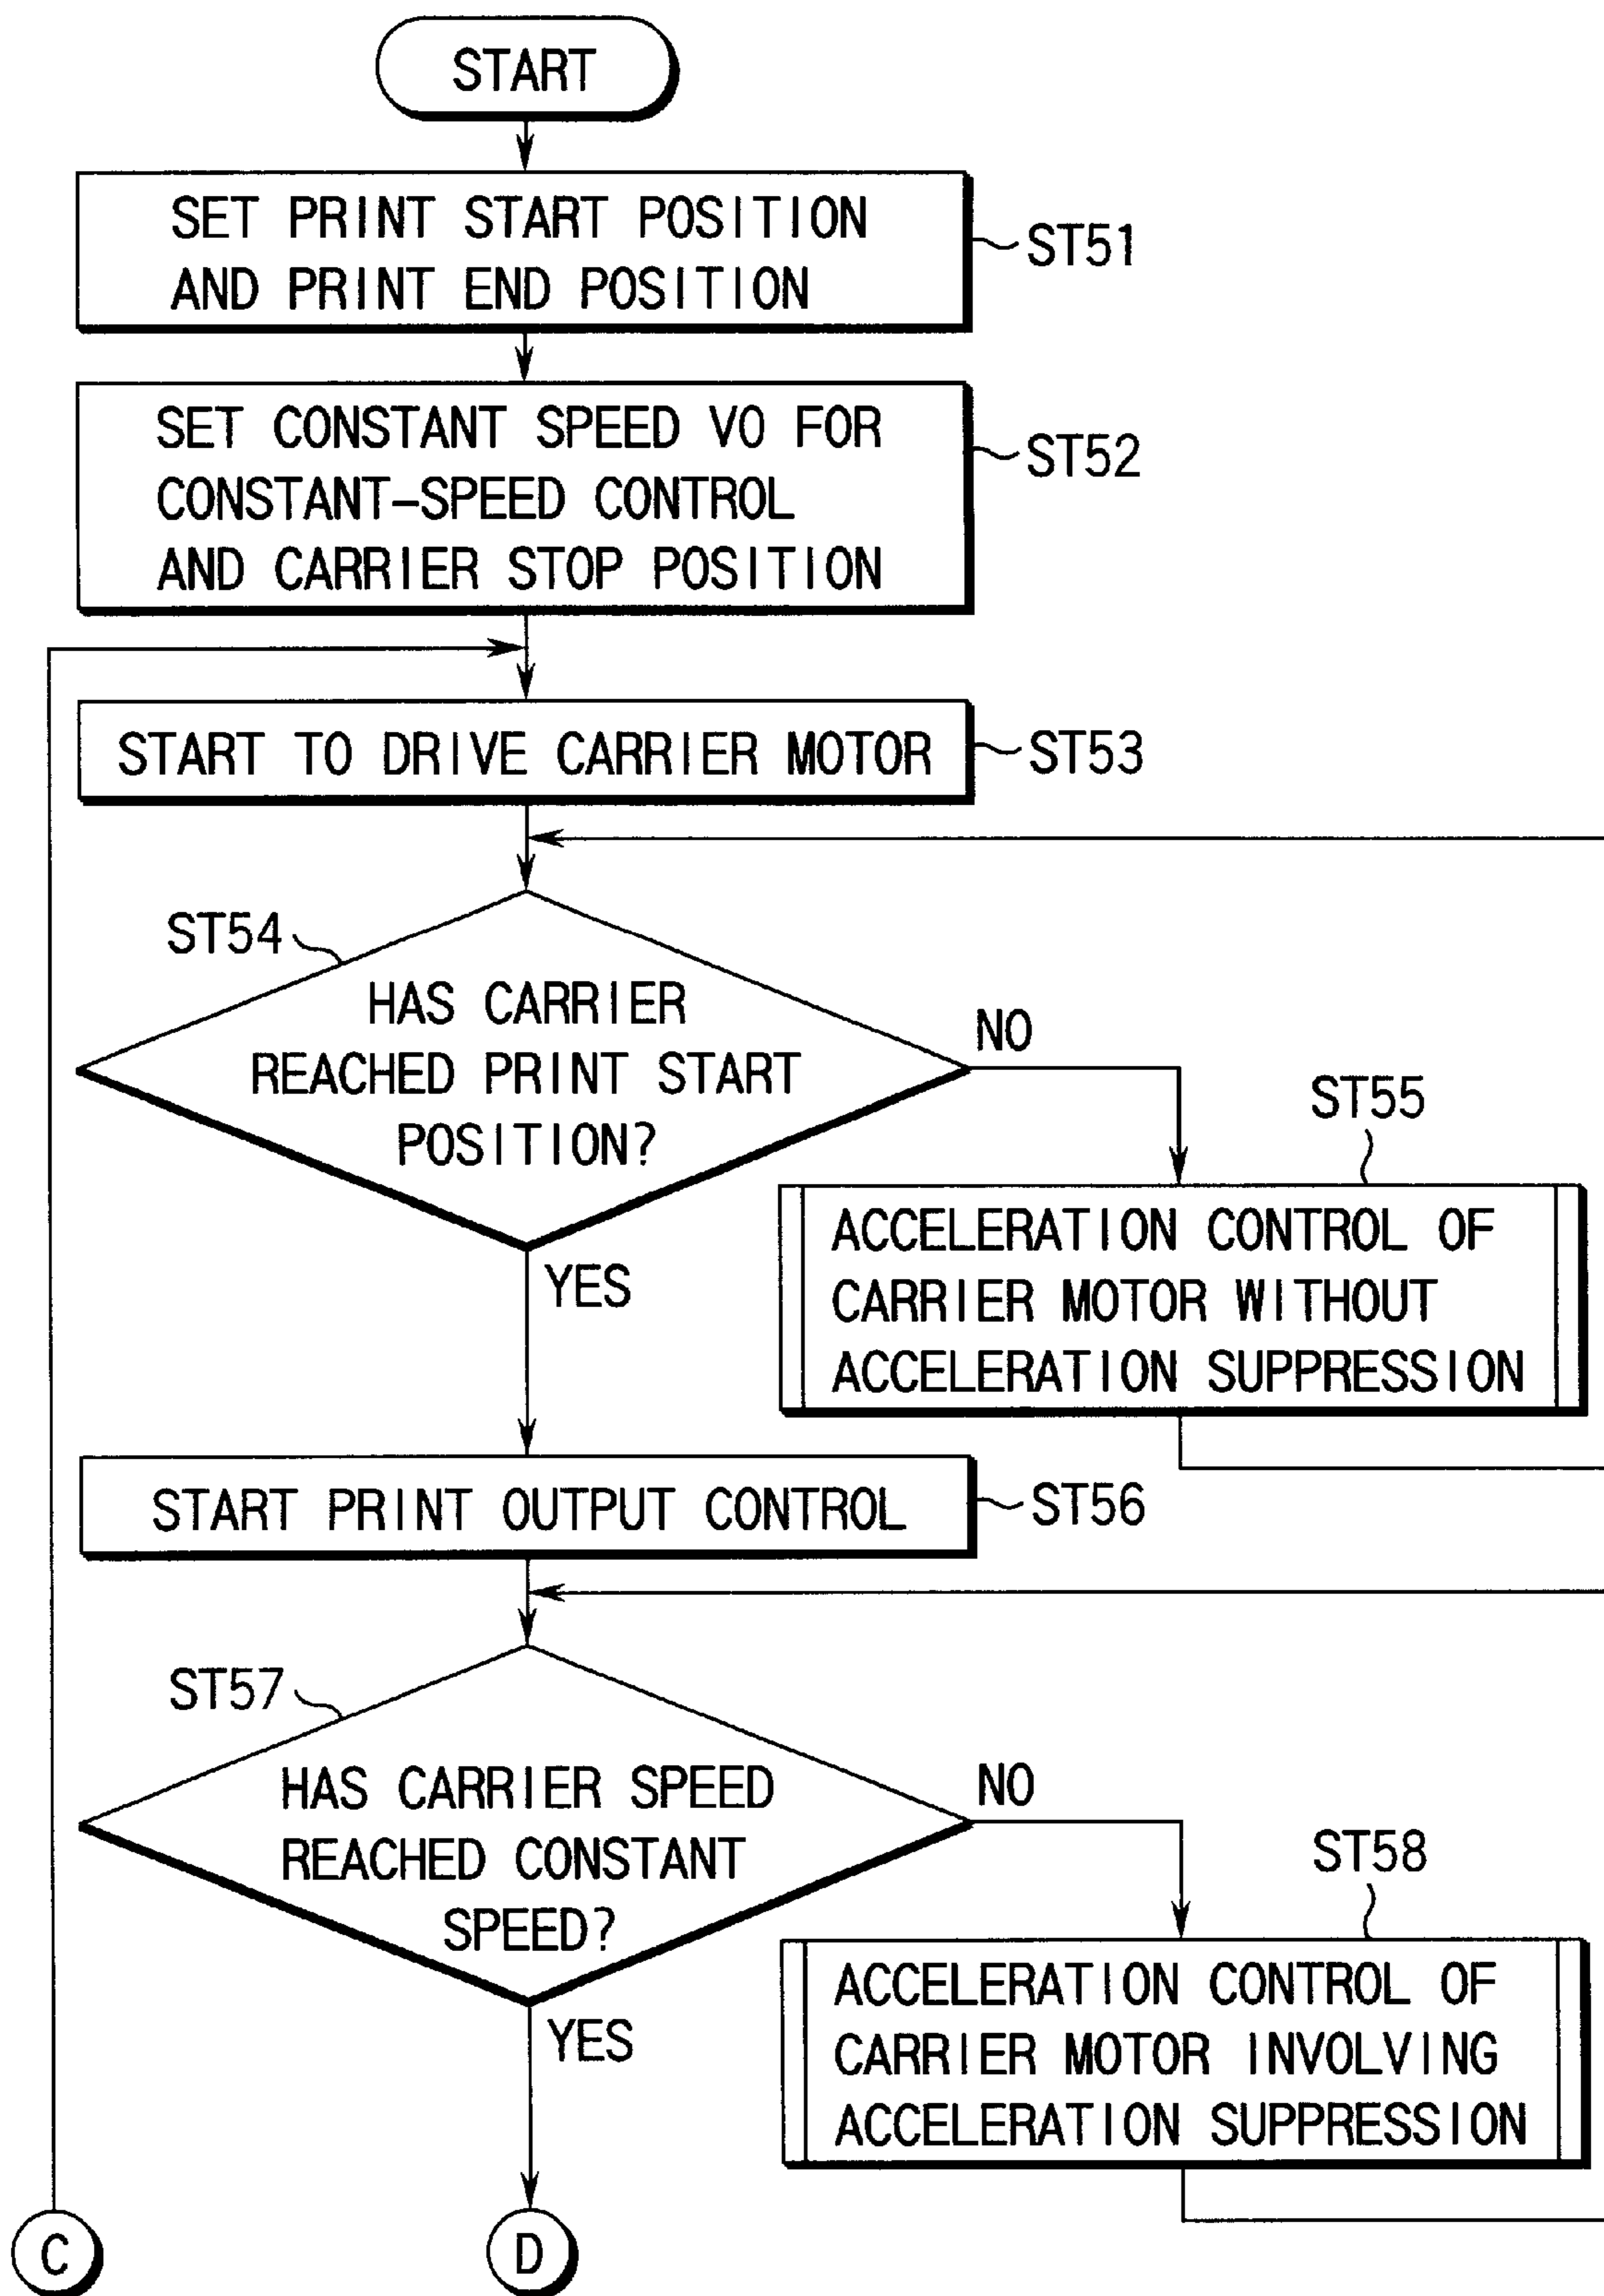 START
SET PRINT START POSITION
AND PRINT END POSITION
ST51
SET CONSTANT SPEED V0 FOR
CONSTANT-SPEED CONTROL
AND CARRIER STOP POSITION
ST52
START TO DRIVE CARRIER MOTOR
ST53
ST54
HAS CARRIER
REACHED PRINT START
POSITION?
NO
YES
ST55
ACCELERATION CONTROL OF
CARRIER MOTOR WITHOUT
ACCELERATION SUPPRESSION
START PRINT OUTPUT CONTROL
ST56
ST57
HAS CARRIER SPEED
REACHED CONSTANT
SPEED?
NO
YES
ST58
ACCELERATION CONTROL OF
CARRIER MOTOR INVOLVING
ACCELERATION SUPPRESSION
C
D